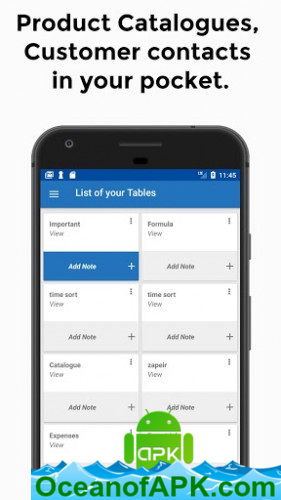 Product Catalogues,
Customer contacts
in your pocket.
11:45
List of your Tables
Important
View
Formula
View
Add Note +
Add Note +
time sort
View
time sort
View
Add Note +
Add Note +
Catalogue
View
zapeir
View
Add Note +
Add Note +
Expenses
View
APK
OceanofAPK.com